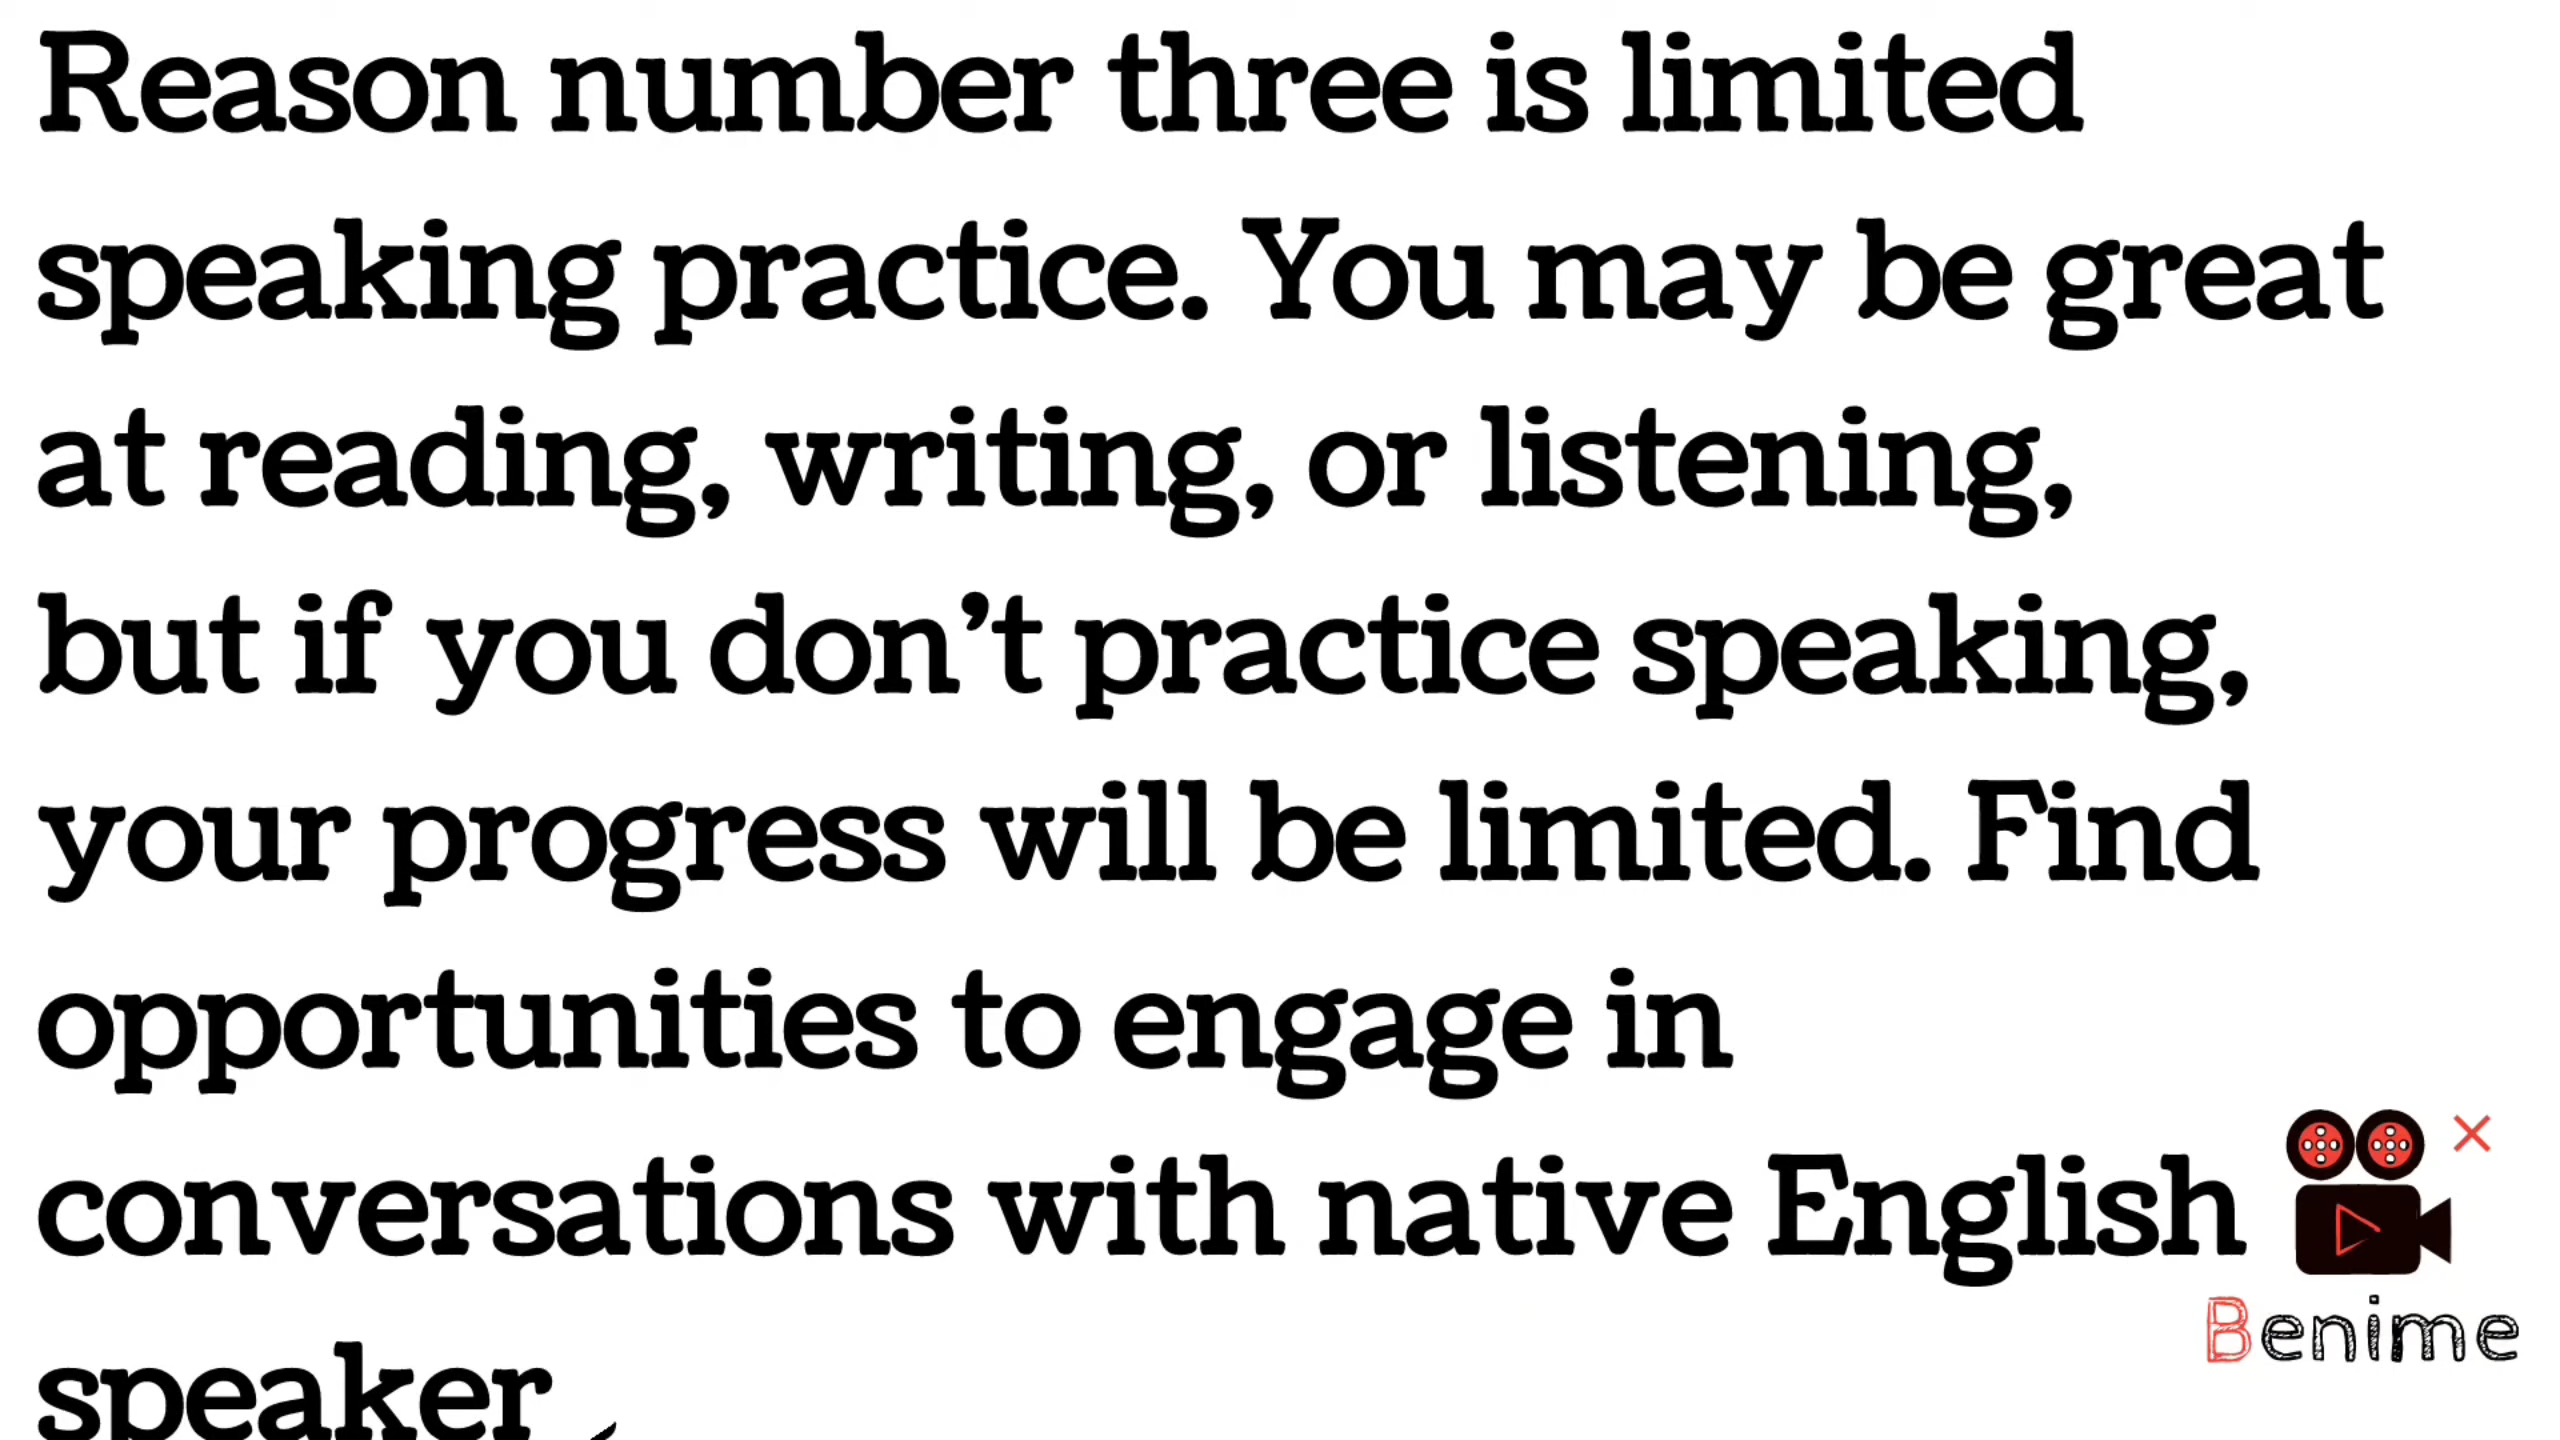 Reason number three is limited
speaking practice. You may be great
at reading, writing, or listening,
but if you don’t practice speaking,
your progress will be limited. Find
opportunities to engage in
conversations with native English
speaker
Benime